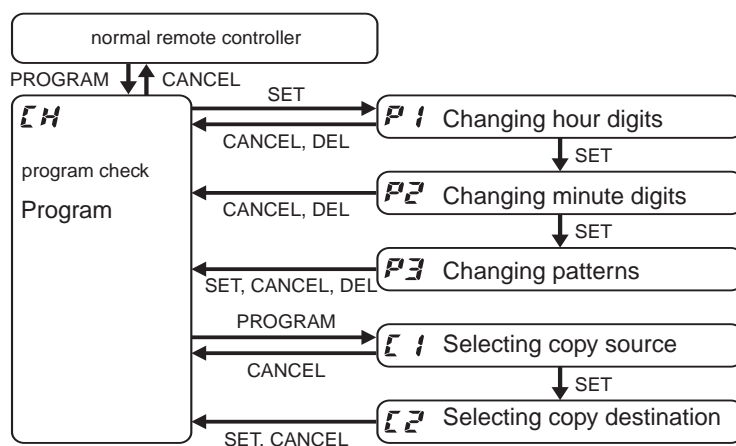 normal remote controller
PROGRAM
CANCEL
CH
program check
Program
SET
CANCEL, DEL
P1 Changing hour digits
SET
CANCEL, DEL
P2 Changing minute digits
SET
SET, CANCEL, DEL
P3 Changing patterns
PROGRAM
CANCEL
C1 Selecting copy source
SET
SET, CANCEL
C2 Selecting copy destination